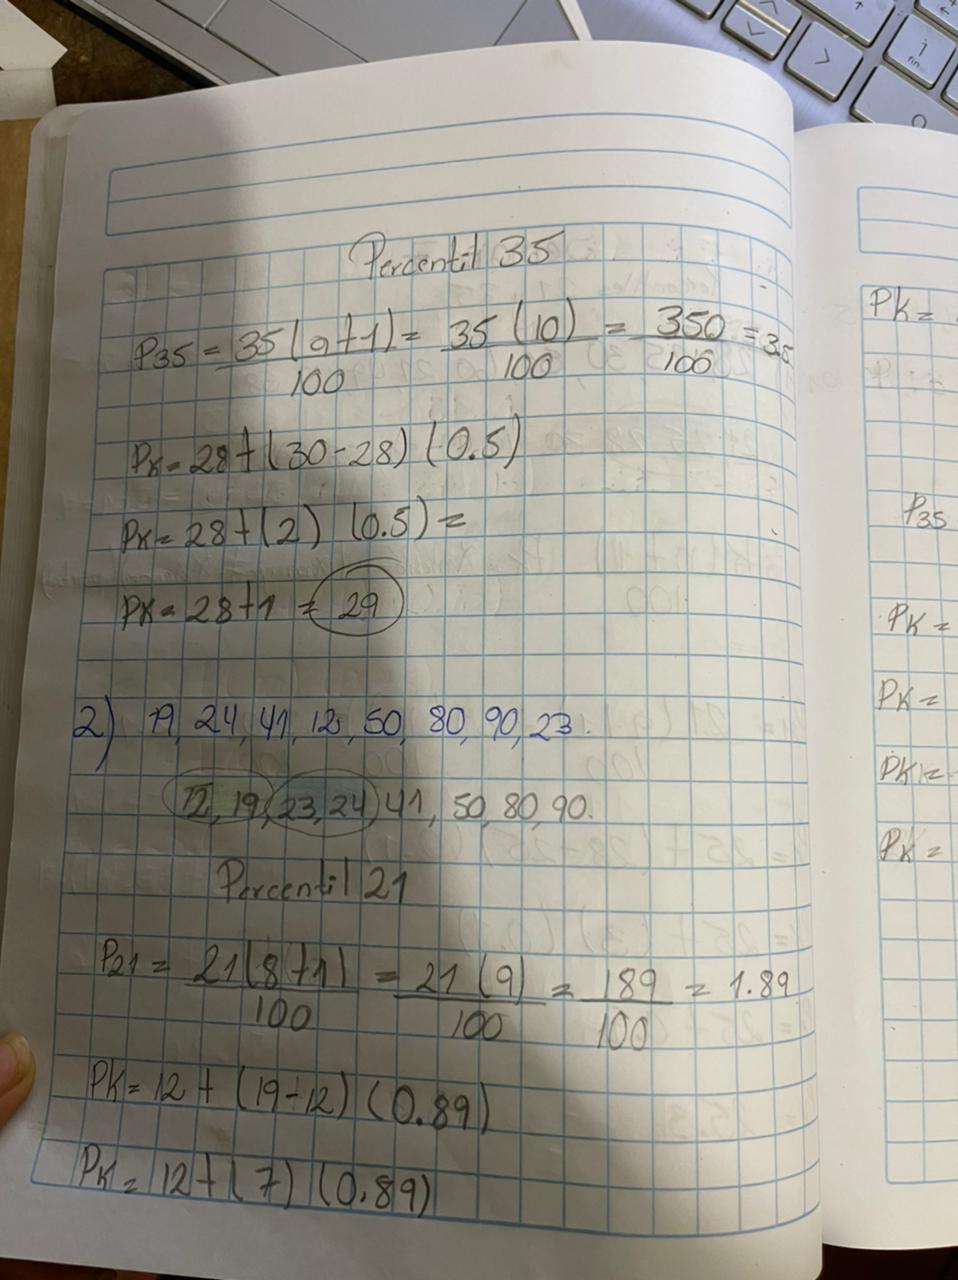 Percentil 35
P35 = 35(9+1) / 100 = 35(10) / 100 = 350 / 100 = 3.5
PK = 28+(30-28)(0.5)
PK = 28+(2)(0.5) =
PK = 28+1 = 29
2) 19, 24, 41, 12, 50, 80, 90, 23.
12, 19, 23, 24, 41, 50, 80, 90.
Percentil 21
P21 = 21(8+1) / 100 = 21(9) / 100 = 189 / 100 = 1.89
PK = 12 + (19-12)(0.89)
PK = 12+(7)(0.89)
PK =
P35
PK =
PK =
PK =
PK =